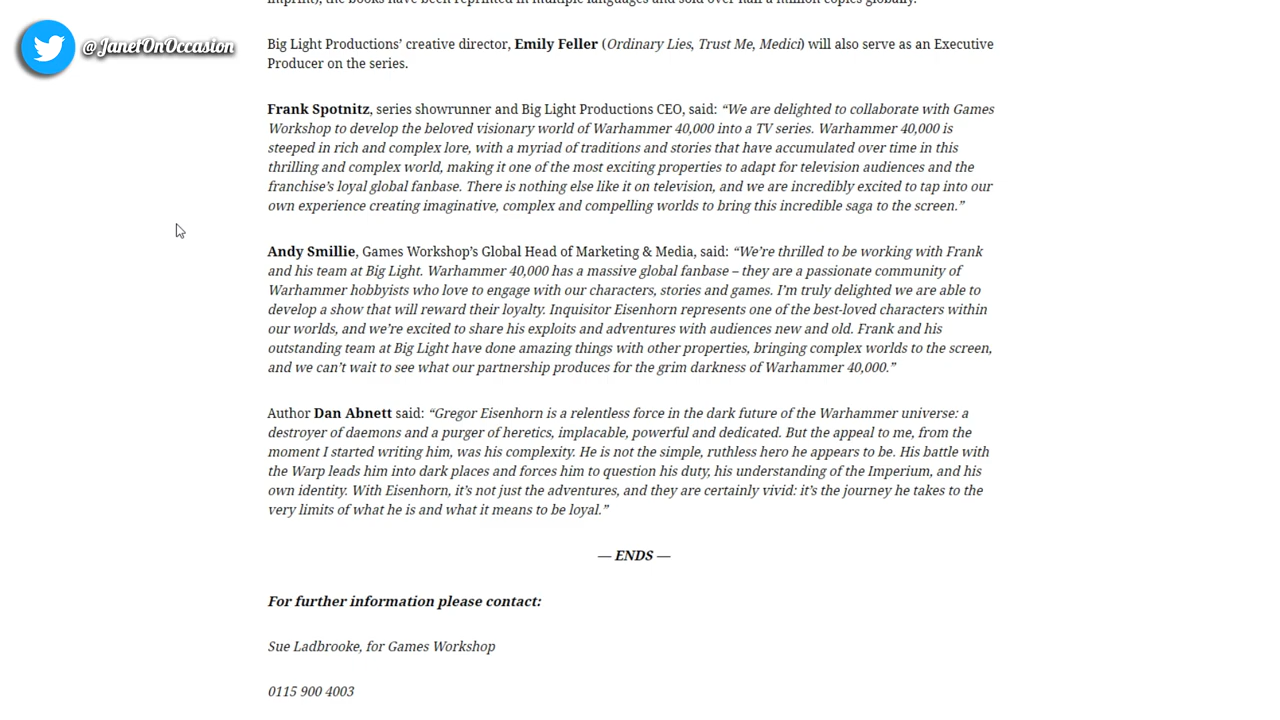 imprint), the books have been reprinted in multiple languages and sold over half a million copies globally.
@JanetOnOccasion
Big Light Productions’ creative director, Emily Feller (Ordinary Lies, Trust Me, Medici) will also serve as an Executive
Producer on the series.
Frank Spotnitz, series showrunner and Big Light Productions CEO, said: “We are delighted to collaborate with Games
Workshop to develop the beloved visionary world of Warhammer 40,000 into a TV series. Warhammer 40,000 is
steeped in rich and complex lore, with a myriad of traditions and stories that have accumulated over time in this
thrilling and complex world, making it one of the most exciting properties to adapt for television audiences and the
franchise’s loyal global fanbase. There is nothing else like it on television, and we are incredibly excited to tap into our
own experience creating imaginative, complex and compelling worlds to bring this incredible saga to the screen.”
Andy Smillie, Games Workshop’s Global Head of Marketing & Media, said: “We’re thrilled to be working with Frank
and his team at Big Light. Warhammer 40,000 has a massive global fanbase – they are a passionate community of
Warhammer hobbyists who love to engage with our characters, stories and games. I’m truly delighted we are able to
develop a show that will reward their loyalty. Inquisitor Eisenhorn represents one of the best-loved characters within
our worlds, and we’re excited to share his exploits and adventures with audiences new and old. Frank and his
outstanding team at Big Light have done amazing things with other properties, bringing complex worlds to the screen,
and we can’t wait to see what our partnership produces for the grim darkness of Warhammer 40,000.”
Author Dan Abnett said: “Gregor Eisenhorn is a relentless force in the dark future of the Warhammer universe: a
destroyer of daemons and a purger of heretics, implacable, powerful and dedicated. But the appeal to me, from the
moment I started writing him, was his complexity. He is not the simple, ruthless hero he appears to be. His battle with
the Warp leads him into dark places and forces him to question his duty, his understanding of the Imperium, and his
own identity. With Eisenhorn, it’s not just the adventures, and they are certainly vivid: it’s the journey he takes to the
very limits of what he is and what it means to be loyal.”
— ENDS —
For further information please contact:
Sue Ladbrooke, for Games Workshop
0115 900 4003